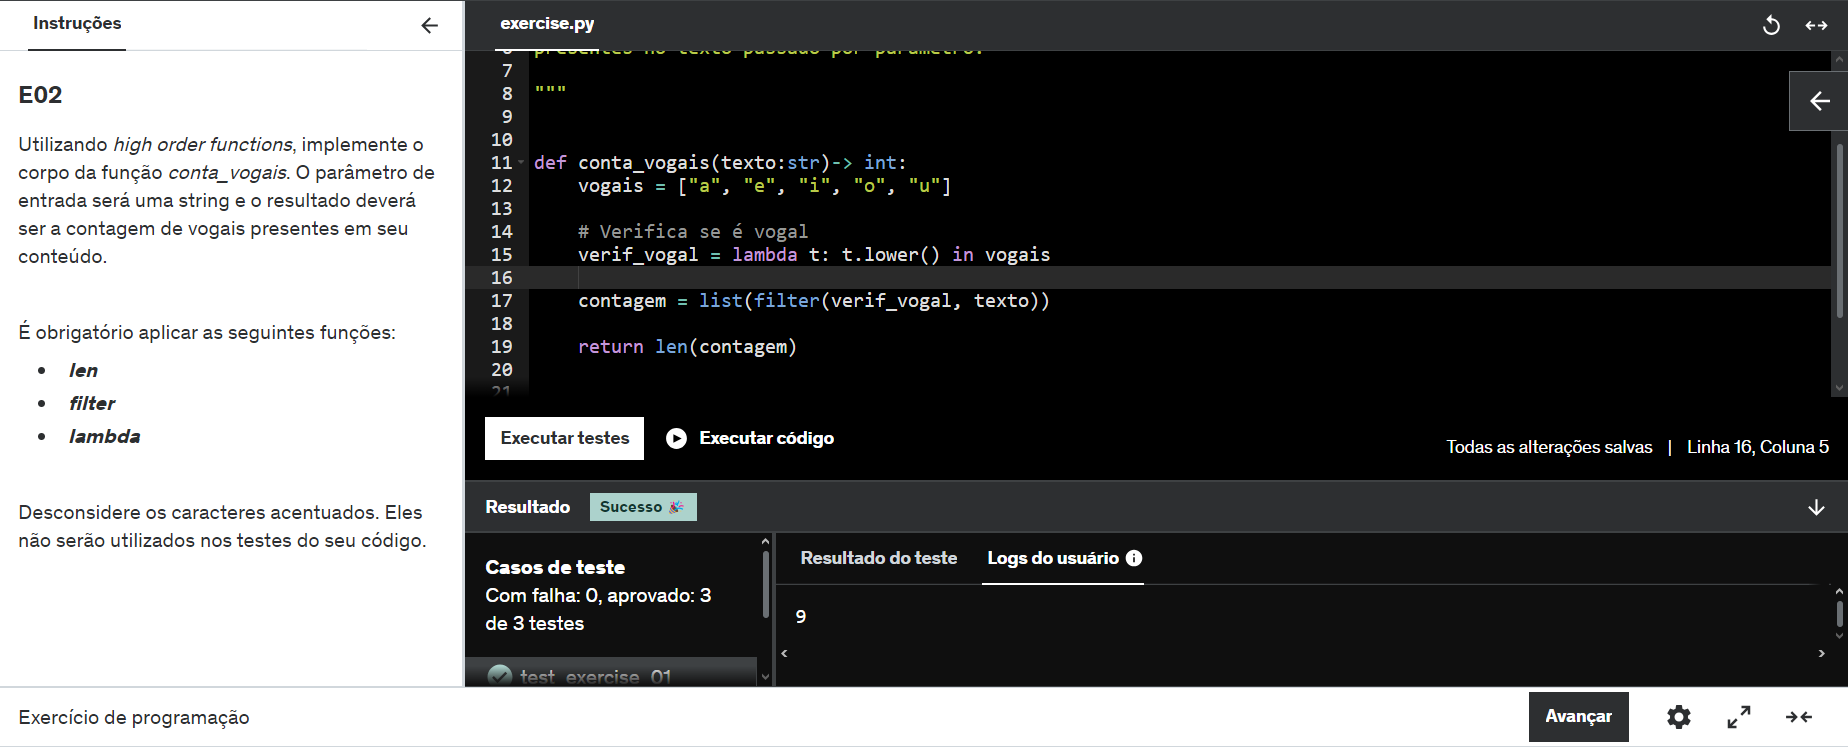 Instruções
E02
Utilizando high order functions, implemente o
corpo da função conta_vogais. O parâmetro de
entrada será uma string e o resultado deverá
ser a contagem de vogais presentes em seu
conteúdo.
É obrigatório aplicar as seguintes funções:
• len
• filter
• lambda
Desconsidere os caracteres acentuados. Eles
não serão utilizados nos testes do seu código.
exercise.py
6 presentes no texto passado por parâmetro.
7
8 """
9
10
11 def conta_vogais(texto:str)-> int:
12     vogais = ["a", "e", "i", "o", "u"]
13
14     # Verifica se é vogal
15     verif_vogal = lambda t: t.lower() in vogais
16
17     contagem = list(filter(verif_vogal, texto))
18
19     return len(contagem)
20
21
Executar testes
Executar código
Todas as alterações salvas | Linha 16, Coluna 5
Resultado Sucesso 🎉
Casos de teste
Com falha: 0, aprovado: 3
de 3 testes
test_exercise_01
Resultado do teste Logs do usuário
9
Exercício de programação
Avançar